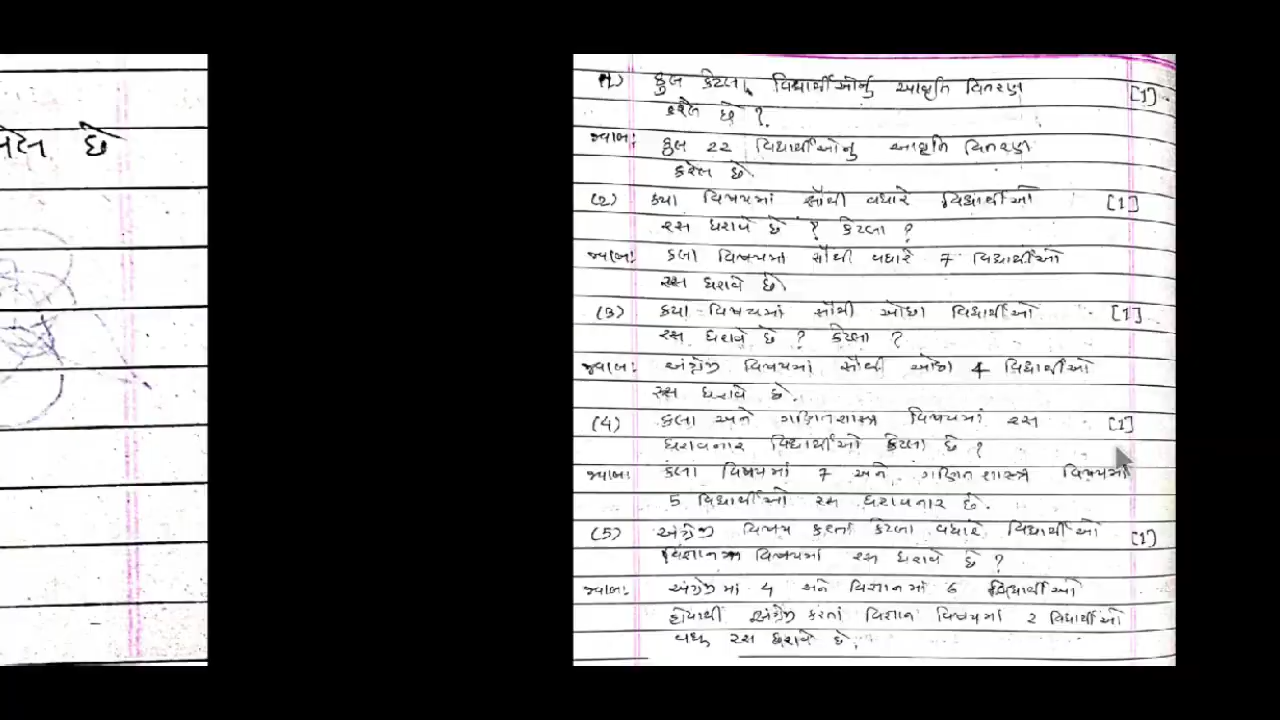 છે
1) કુલ કેટલા વિદ્યાર્થીઓનું આવૃત્તિ વિતરણ [1]
કરેલ છે ?
જવાબઃ કુલ 22 વિદ્યાર્થીઓનું આવૃત્તિ વિતરણ
કરેલ છે.
(2) કયા વિષયમાં સૌથી વધારે વિદ્યાર્થીઓ [1]
રસ ધરાવે છે ? કેટલા ?
જવાબઃ કલા વિષયમાં સૌથી વધારે 7 વિદ્યાર્થીઓ
રસ ધરાવે છે
(3) કયા વિષયમાં સૌથી ઓછા વિદ્યાર્થીઓ [1]
રસ ધરાવે છે ? કેટલા ?
જવાબઃ અંગ્રેજી વિષયમાં સૌથી ઓછા 4 વિદ્યાર્થીઓ
રસ ધરાવે છે.
(4) કલા અને ગણિતશાસ્ત્ર વિષયમાં રસ [1]
ધરાવનાર વિદ્યાર્થીઓ કેટલા છે ?
જવાબઃ કલા વિષયમાં 7 અને ગણિતશાસ્ત્ર વિષયમાં
5 વિદ્યાર્થીઓ રસ ધરાવનાર છે.
(5) અંગ્રેજી વિષય કરતાં કેટલા વધારે વિદ્યાર્થીઓ [1]
વિજ્ઞાન વિષયમાં રસ ધરાવે છે ?
જવાબઃ અંગ્રેજીમાં 4 અને વિજ્ઞાનમાં 6 વિદ્યાર્થીઓ
હોવાથી અંગ્રેજી કરતાં વિજ્ઞાન વિષયમાં 2 વિદ્યાર્થીઓ
વધુ રસ ધરાવે છે.